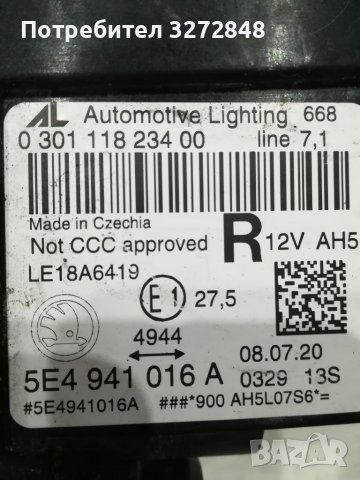 Потребител 3272848
AL Automotive Lighting 668
0 301 118 234 00 line 7,1
Made in Czechia
Not CCC approved R 12V AH5
LE18A6419
E1 27,5
4944
08.07.20
5E4 941 016 A 0329 13S
#5E4941016A ###*900 AH5L07S6*=
БАZАР